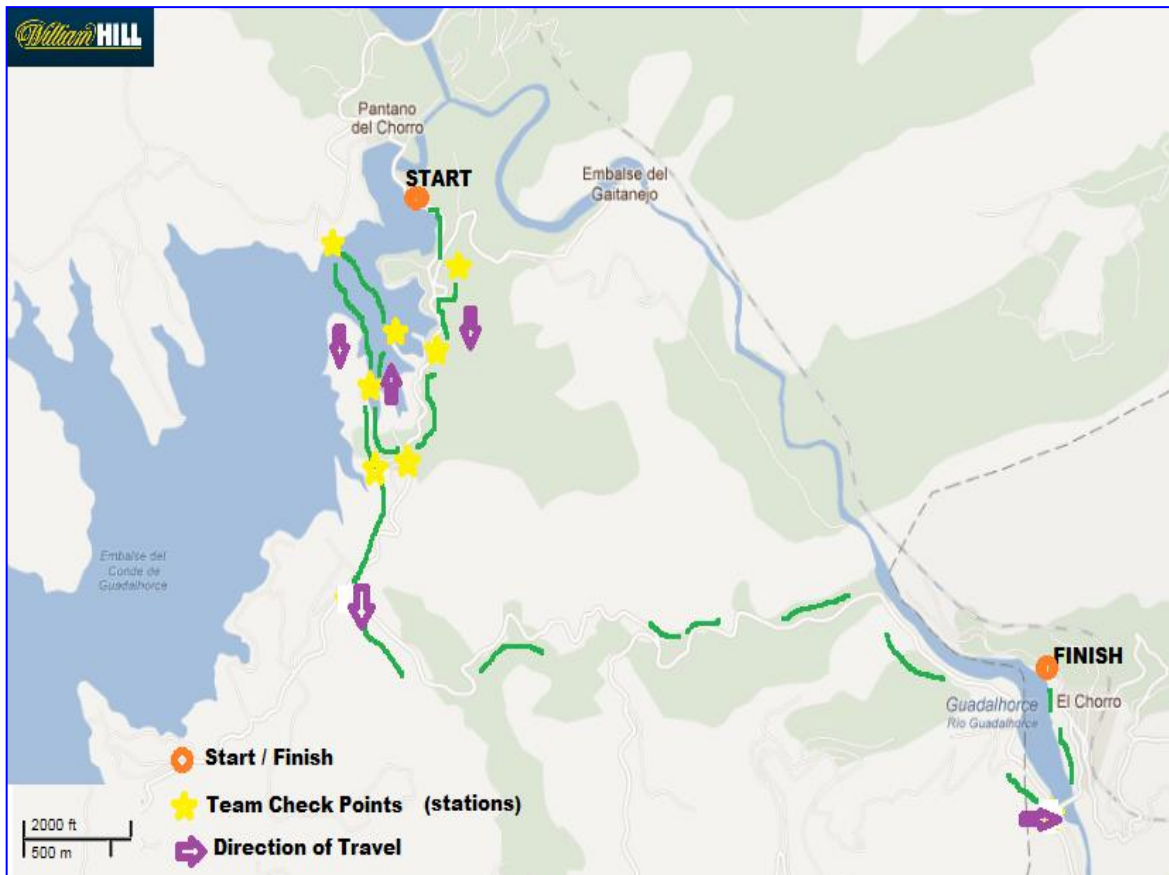 William HILL
Pantano
del Chorro
START
Embalse del
Gaitanejo
Embalse del
Conde de
Guadalhorce
FINISH
Guadalhorce
Río Guadalhorce
El Chorro
Start / Finish
Team Check Points (stations)
Direction of Travel
2000 ft
500 m